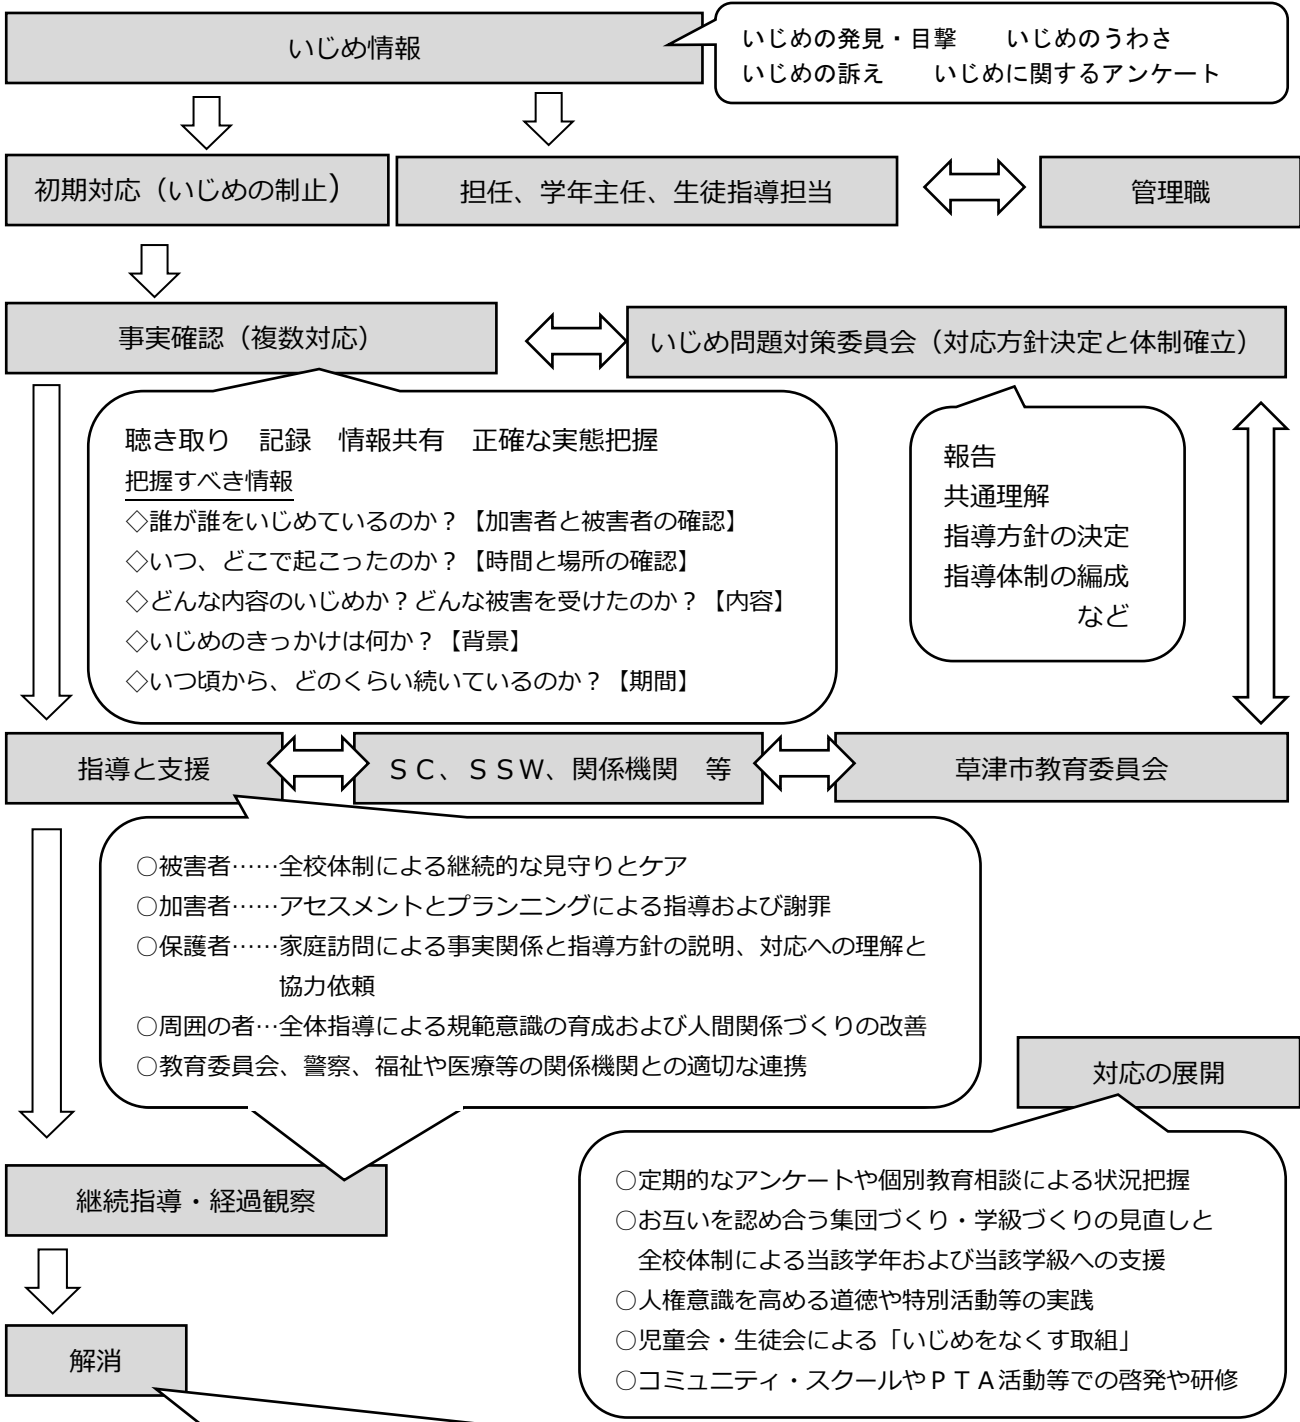 いじめ情報
いじめの発見・目撃　　いじめのうわさ
いじめの訴え　　いじめに関するアンケート
初期対応（いじめの制止）
担任、学年主任、生徒指導担当
管理職
事実確認（複数対応）
いじめ問題対策委員会（対応方針決定と体制確立）
聴き取り　記録　情報共有　正確な実態把握
把握すべき情報
◇誰が誰をいじめているのか？【加害者と被害者の確認】
◇いつ、どこで起こったのか？【時間と場所の確認】
◇どんな内容のいじめか？どんな被害を受けたのか？【内容】
◇いじめのきっかけは何か？【背景】
◇いつ頃から、どのくらい続いているのか？【期間】
報告
共通理解
指導方針の決定
指導体制の編成
など
指導と支援
ＳＣ、ＳＳＷ、関係機関　等
草津市教育委員会
○被害者……全校体制による継続的な見守りとケア
○加害者……アセスメントとプランニングによる指導および謝罪
○保護者……家庭訪問による事実関係と指導方針の説明、対応への理解と
協力依頼
○周囲の者…全体指導による規範意識の育成および人間関係づくりの改善
○教育委員会、警察、福祉や医療等の関係機関との適切な連携
対応の展開
継続指導・経過観察
○定期的なアンケートや個別教育相談による状況把握
○お互いを認め合う集団づくり・学級づくりの見直しと
全校体制による当該学年および当該学級への支援
○人権意識を高める道徳や特別活動等の実践
○児童会・生徒会による「いじめをなくす取組」
○コミュニティ・スクールやＰＴＡ活動等での啓発や研修
解消